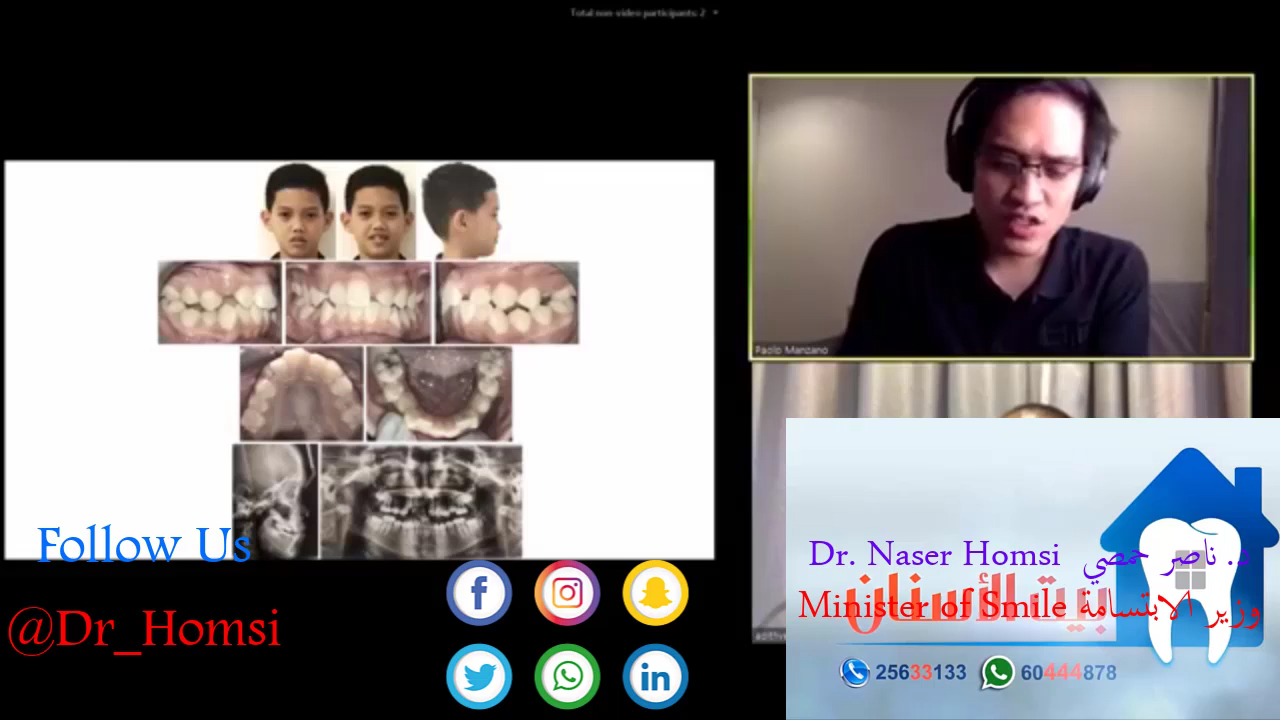 Total non-video participants: 2
Paolo Manzano
Follow Us
@Dr_Homsi
Dr. Naser Homsi د. ناصر حمصي
بيت الأسنان
Minister of Smile وزير الابتسامة
25633133
60444878